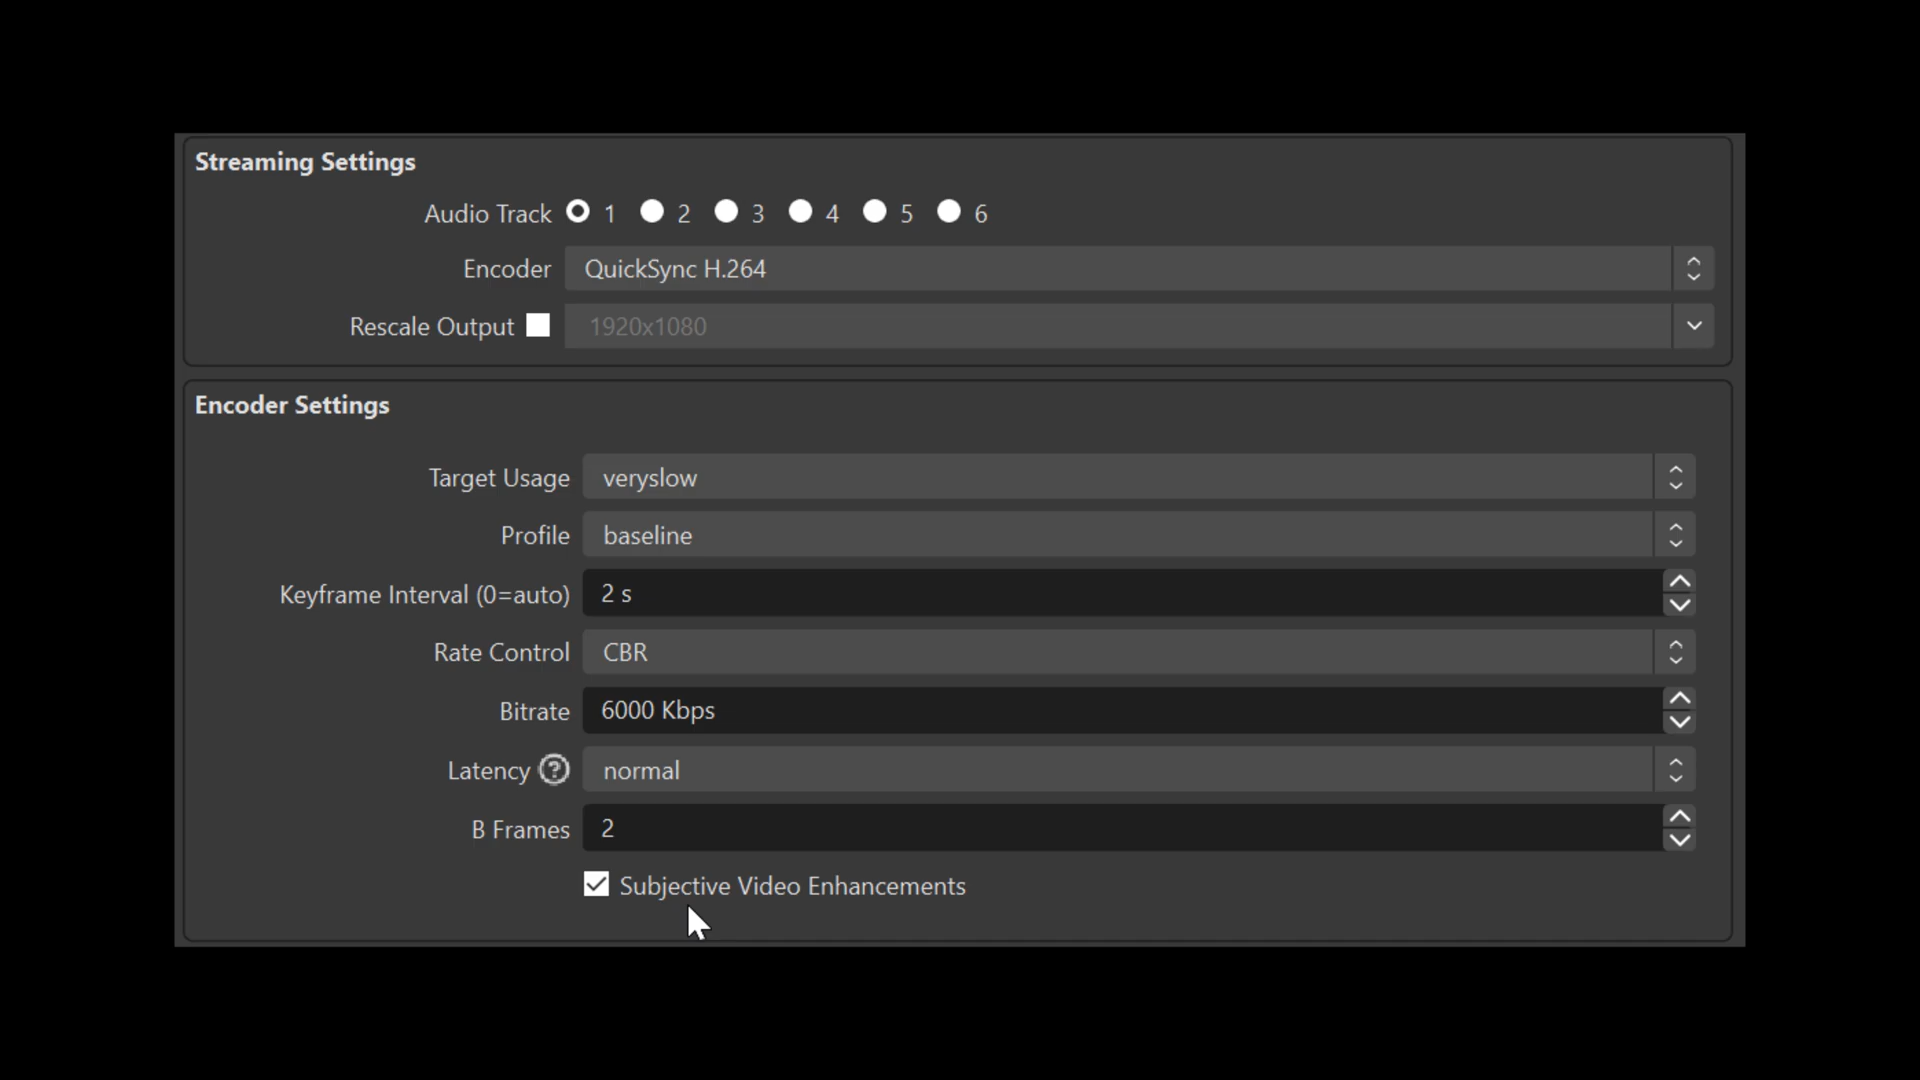 Streaming Settings
Audio Track 1 2 3 4 5 6
Encoder QuickSync H.264
Rescale Output 1920x1080
Encoder Settings
Target Usage veryslow
Profile baseline
Keyframe Interval (0=auto) 2 s
Rate Control CBR
Bitrate 6000 Kbps
Latency ? normal
B Frames 2
Subjective Video Enhancements